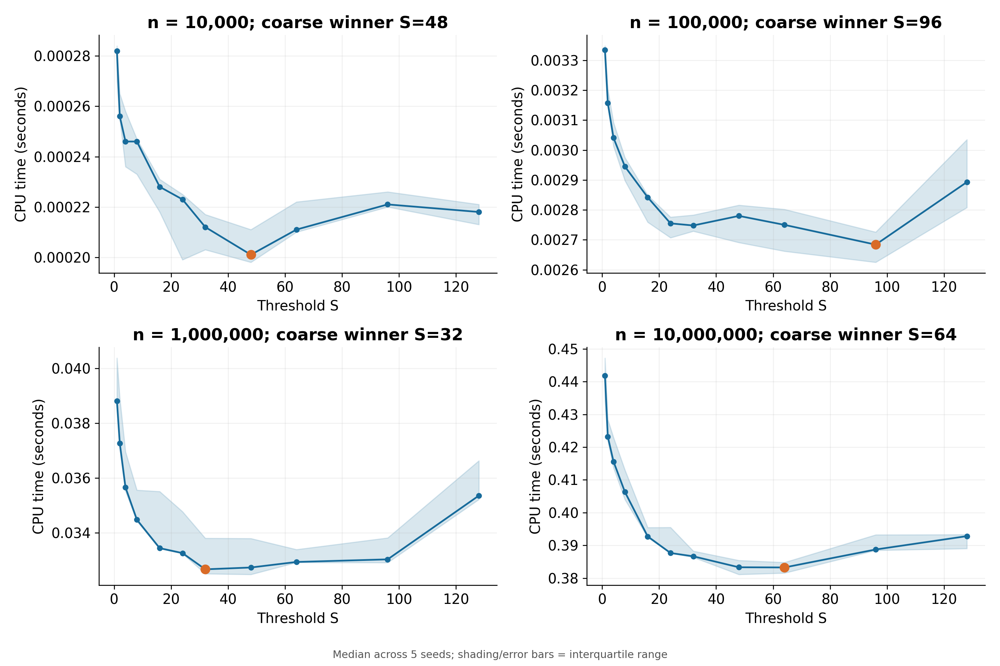 n = 10,000; coarse winner S=48
CPU time (seconds)
0.00028
0.00026
0.00024
0.00022
0.00020
0 20 40 60 80 100 120
Threshold S
n = 100,000; coarse winner S=96
CPU time (seconds)
0.0033
0.0032
0.0031
0.0030
0.0029
0.0028
0.0027
0.0026
0 20 40 60 80 100 120
Threshold S
n = 1,000,000; coarse winner S=32
CPU time (seconds)
0.040
0.038
0.036
0.034
0 20 40 60 80 100 120
Threshold S
n = 10,000,000; coarse winner S=64
CPU time (seconds)
0.45
0.44
0.43
0.42
0.41
0.40
0.39
0.38
0 20 40 60 80 100 120
Threshold S
Median across 5 seeds; shading/error bars = interquartile range